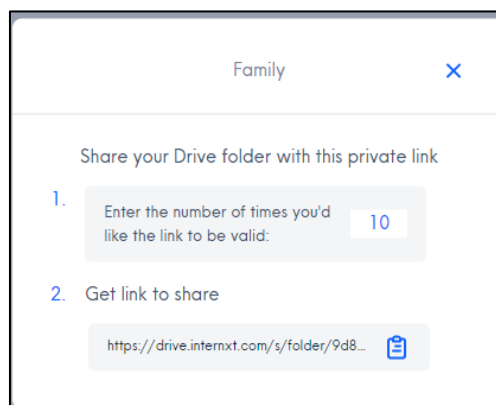 Family
Share your Drive folder with this private link
1.
Enter the number of times you'd
like the link to be valid:
10
2. Get link to share
https://drive.internxt.com/s/folder/9d8...